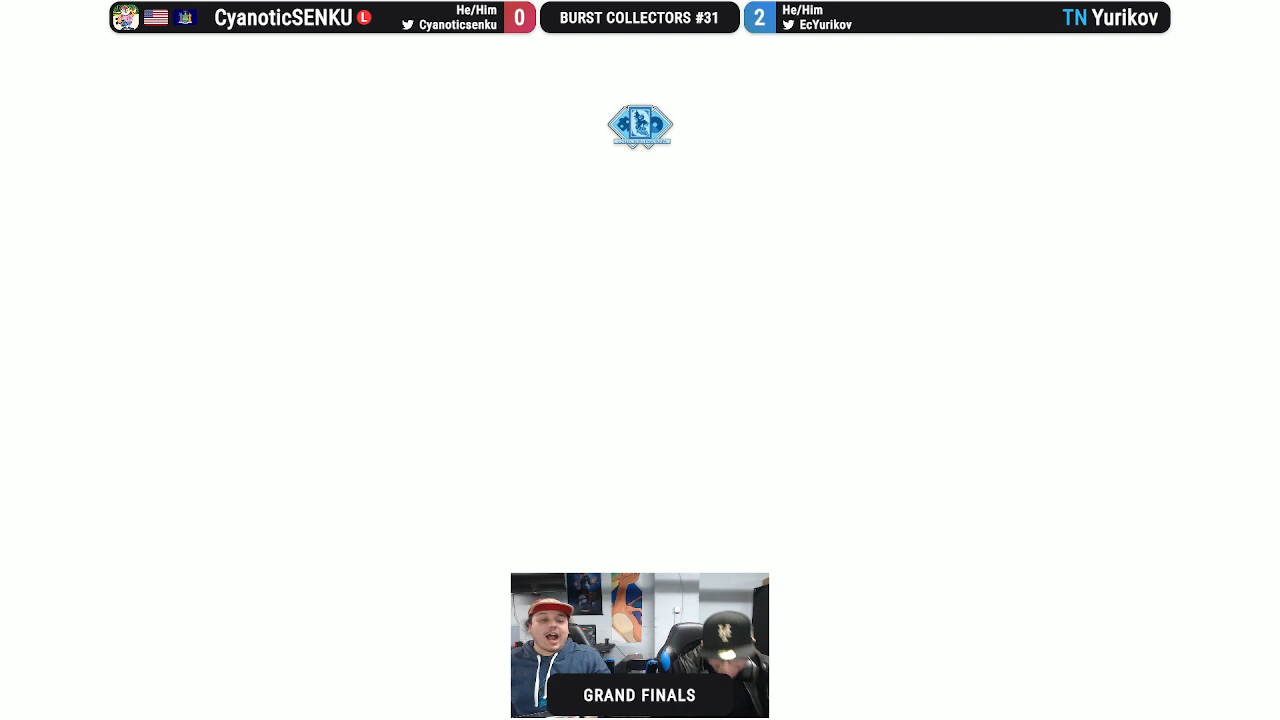 CyanoticSENKU L
He/Him
Cyanoticsenku
0
BURST COLLECTORS #31
2
He/Him
EcYurikov
TN Yurikov
GRAND FINALS